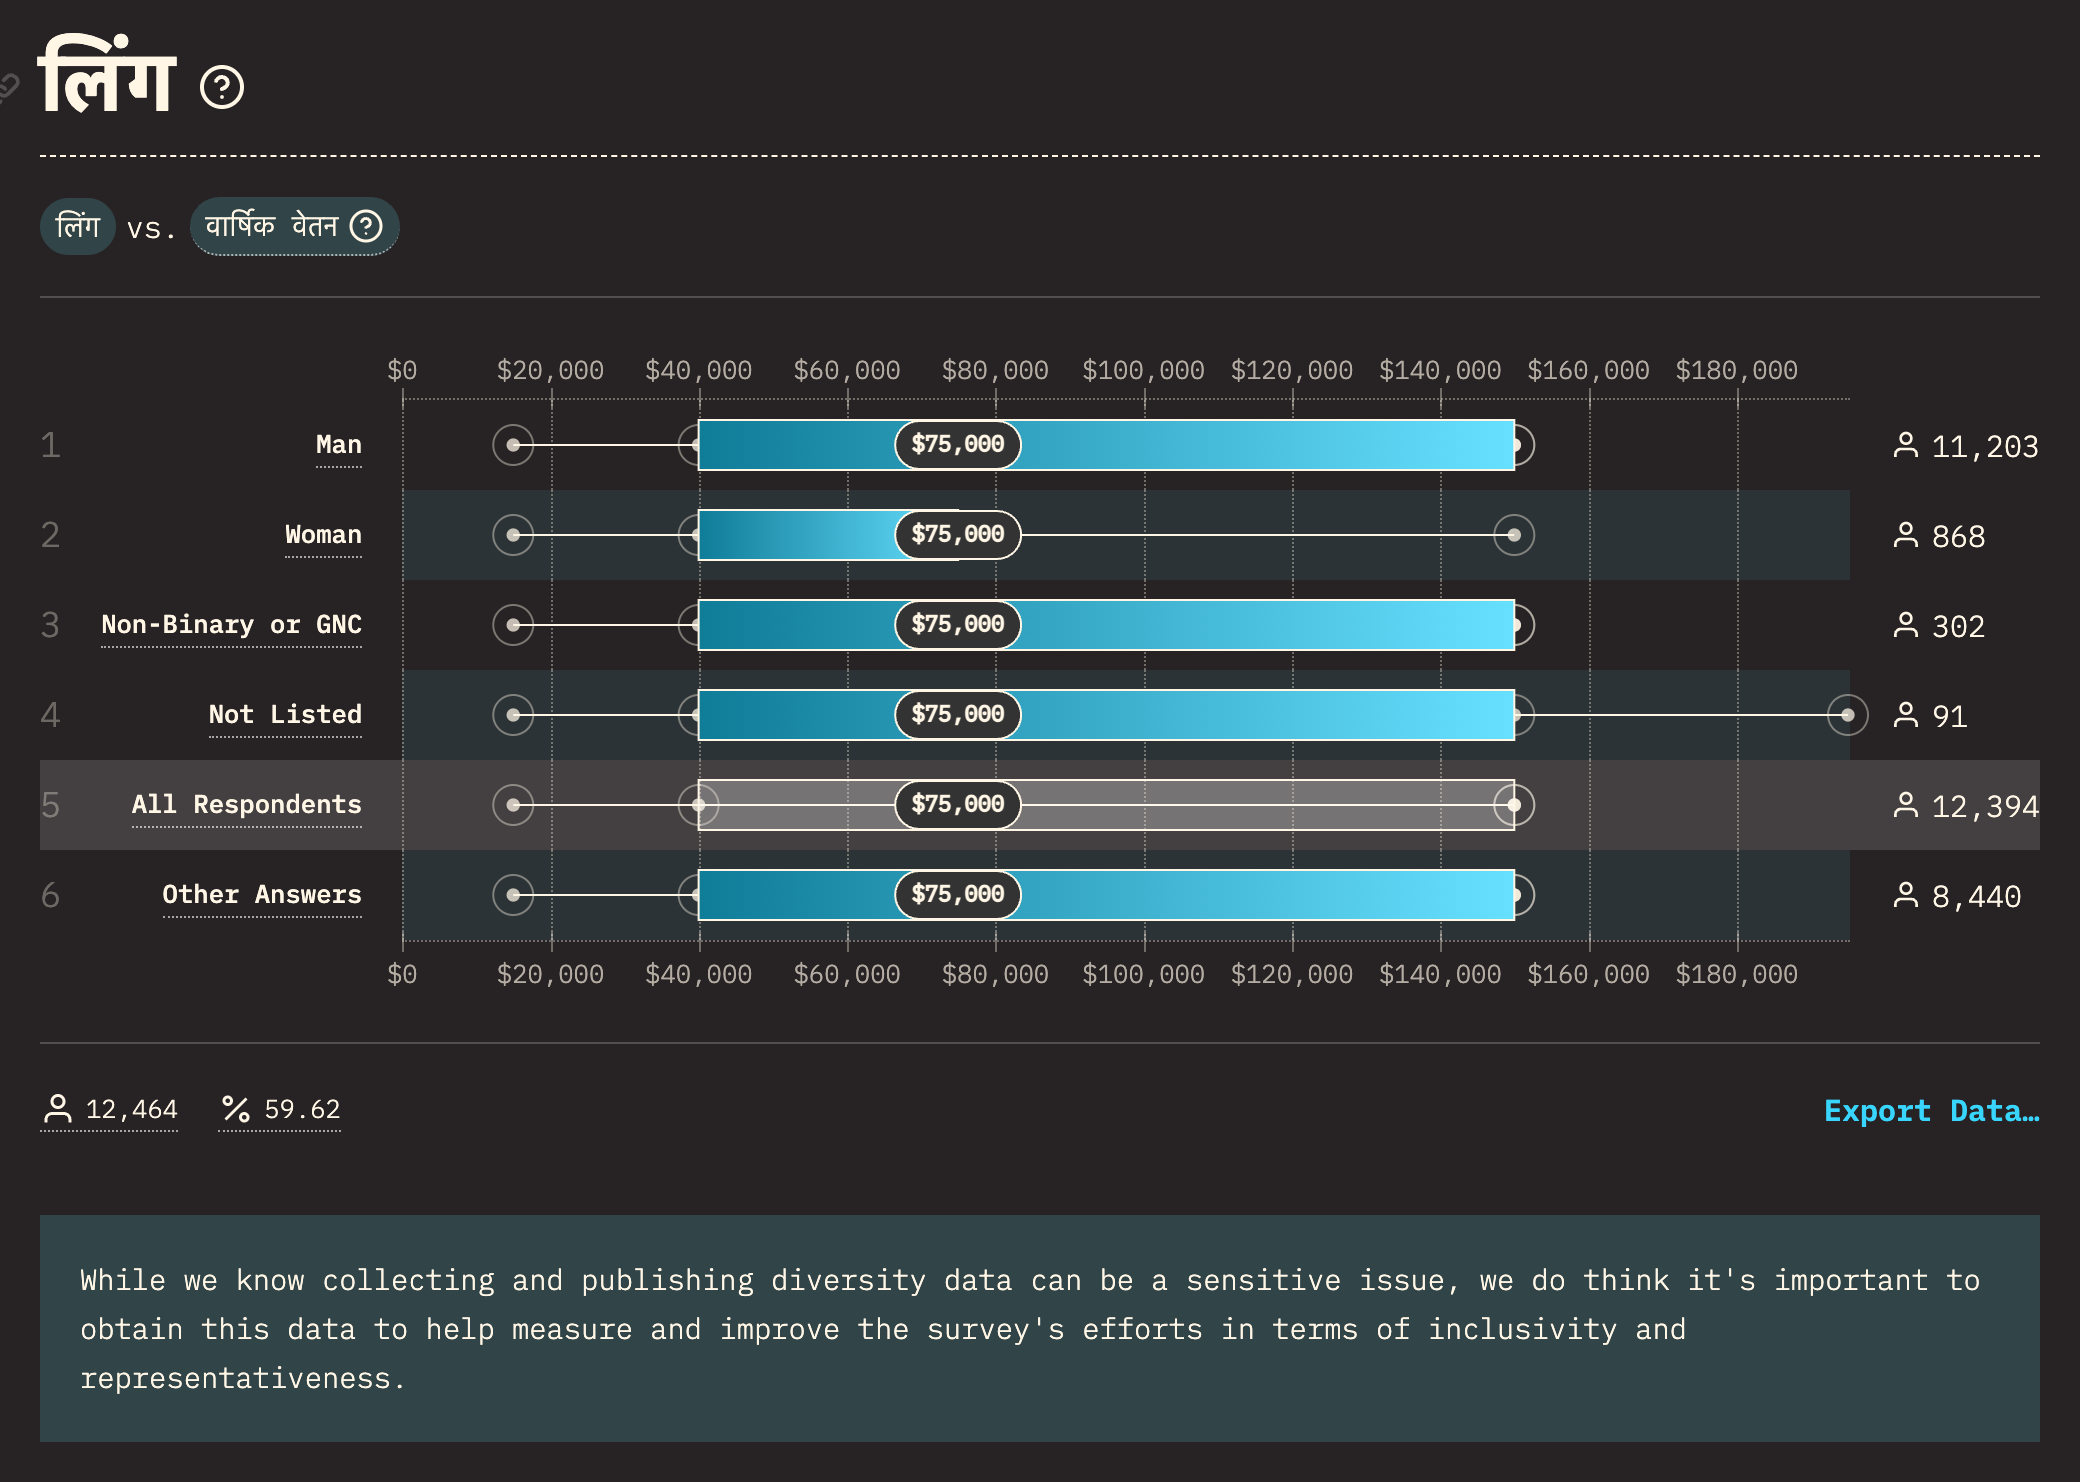 लिंग
लिंग vs. वार्षिक वेतन
$0 $20,000 $40,000 $60,000 $80,000 $100,000 $120,000 $140,000 $160,000 $180,000
1 Man $75,000 11,203
2 Woman $75,000 868
3 Non-Binary or GNC $75,000 302
4 Not Listed $75,000 91
5 All Respondents $75,000 12,394
6 Other Answers $75,000 8,440
$0 $20,000 $40,000 $60,000 $80,000 $100,000 $120,000 $140,000 $160,000 $180,000
12,464 % 59.62 Export Data…
While we know collecting and publishing diversity data can be a sensitive issue, we do think it's important to
obtain this data to help measure and improve the survey's efforts in terms of inclusivity and
representativeness.